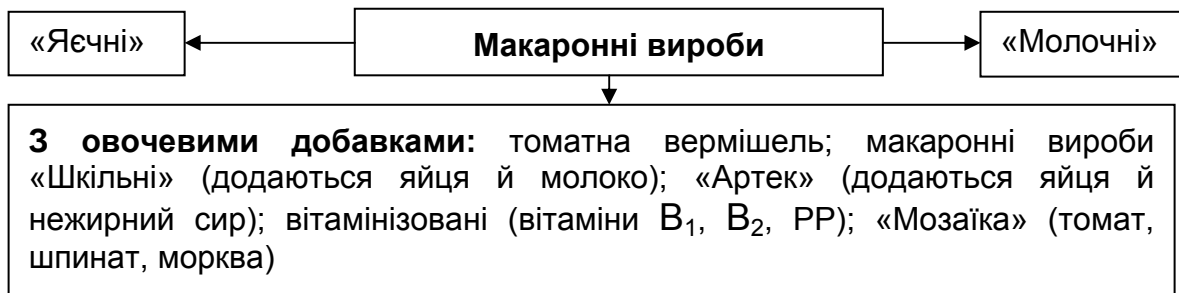 «Яєчні»
Макаронні вироби
«Молочні»
З овочевими добавками: томатна вермішель; макаронні вироби
«Шкільні» (додаються яйця й молоко); «Артек» (додаються яйця й
нежирний сир); вітамінізовані (вітаміни B₁, B₂, PP); «Мозаїка» (томат,
шпинат, морква)